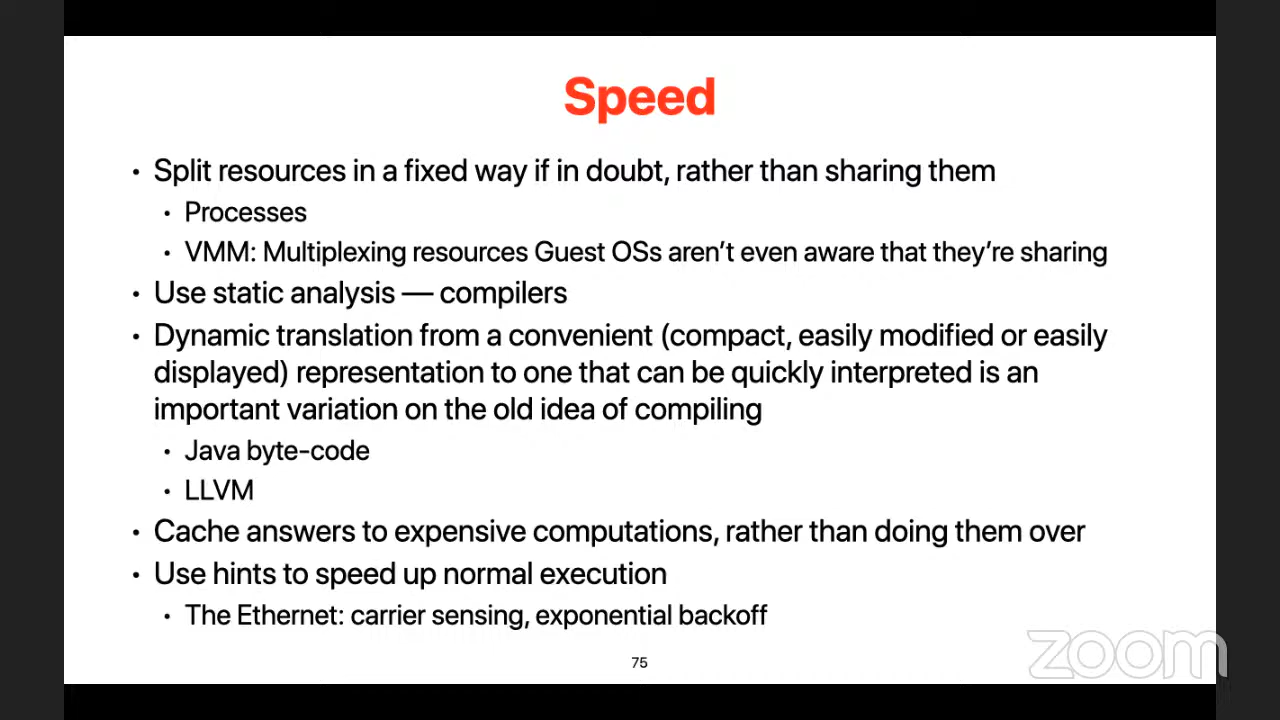 Speed
• Split resources in a fixed way if in doubt, rather than sharing them
• Processes
• VMM: Multiplexing resources Guest OSs aren’t even aware that they’re sharing
• Use static analysis — compilers
• Dynamic translation from a convenient (compact, easily modified or easily
displayed) representation to one that can be quickly interpreted is an
important variation on the old idea of compiling
• Java byte-code
• LLVM
• Cache answers to expensive computations, rather than doing them over
• Use hints to speed up normal execution
• The Ethernet: carrier sensing, exponential backoff
75
zoom